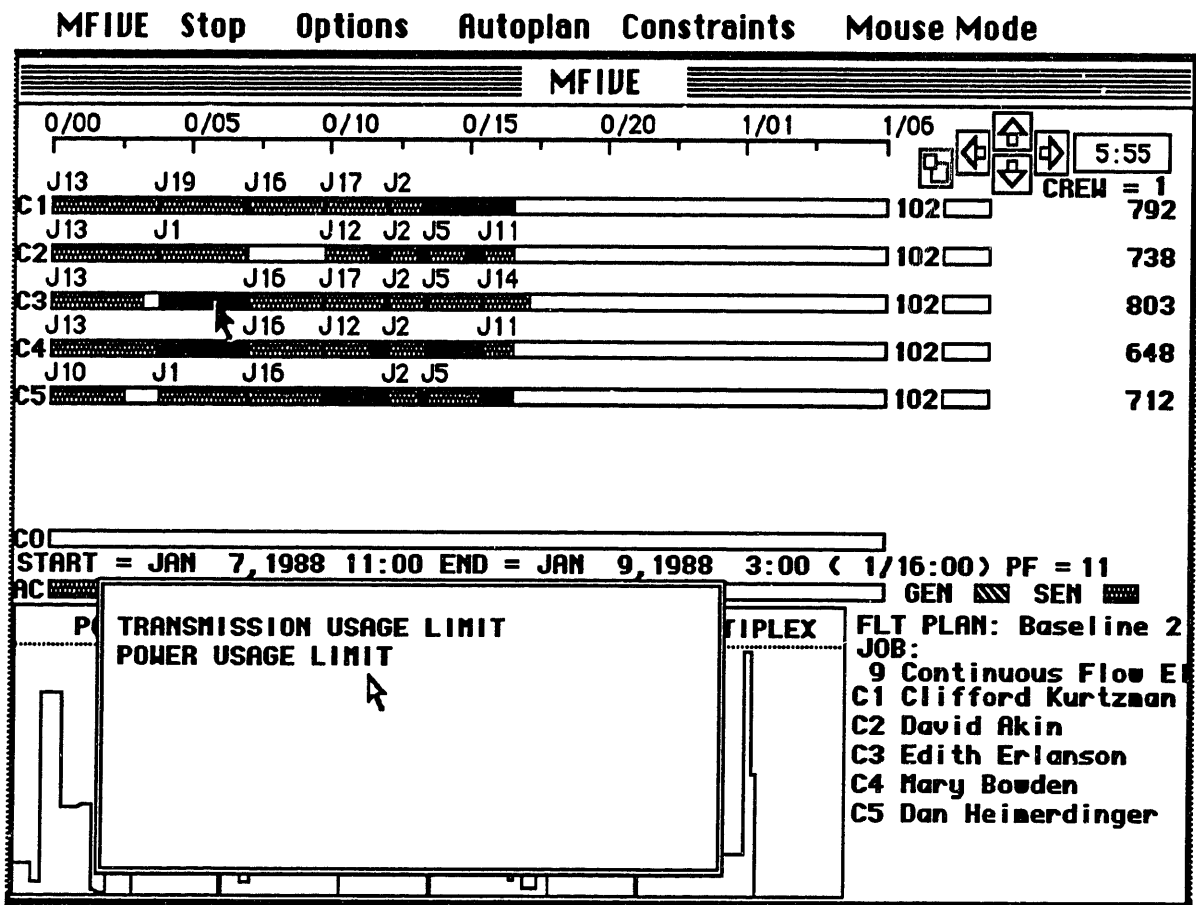 MFIVE Stop Options Autoplan Constraints Mouse Mode
MFIVE
0/00 0/05 0/10 0/15 0/20 1/01 1/06
5:55
CREW = 1
J13 J19 J16 J17 J2
C1 102 792
J13 J1 J12 J2 J5 J11
C2 102 738
J13 J16 J17 J2 J5 J14
C3 102 803
J13 J16 J12 J2 J11
C4 102 648
J10 J1 J16 J2 J5
C5 102 712
C0
START = JAN 7,1988 11:00 END = JAN 9,1988 3:00 ( 1/16:00) PF = 11
AC GEN SEN
TIPLEX
TRANSMISSION USAGE LIMIT
POWER USAGE LIMIT
FLT PLAN: Baseline 2
JOB:
9 Continuous Flow El
C1 Clifford Kurtzman
C2 David Akin
C3 Edith Erlanson
C4 Mary Bowden
C5 Dan Heimerdinger